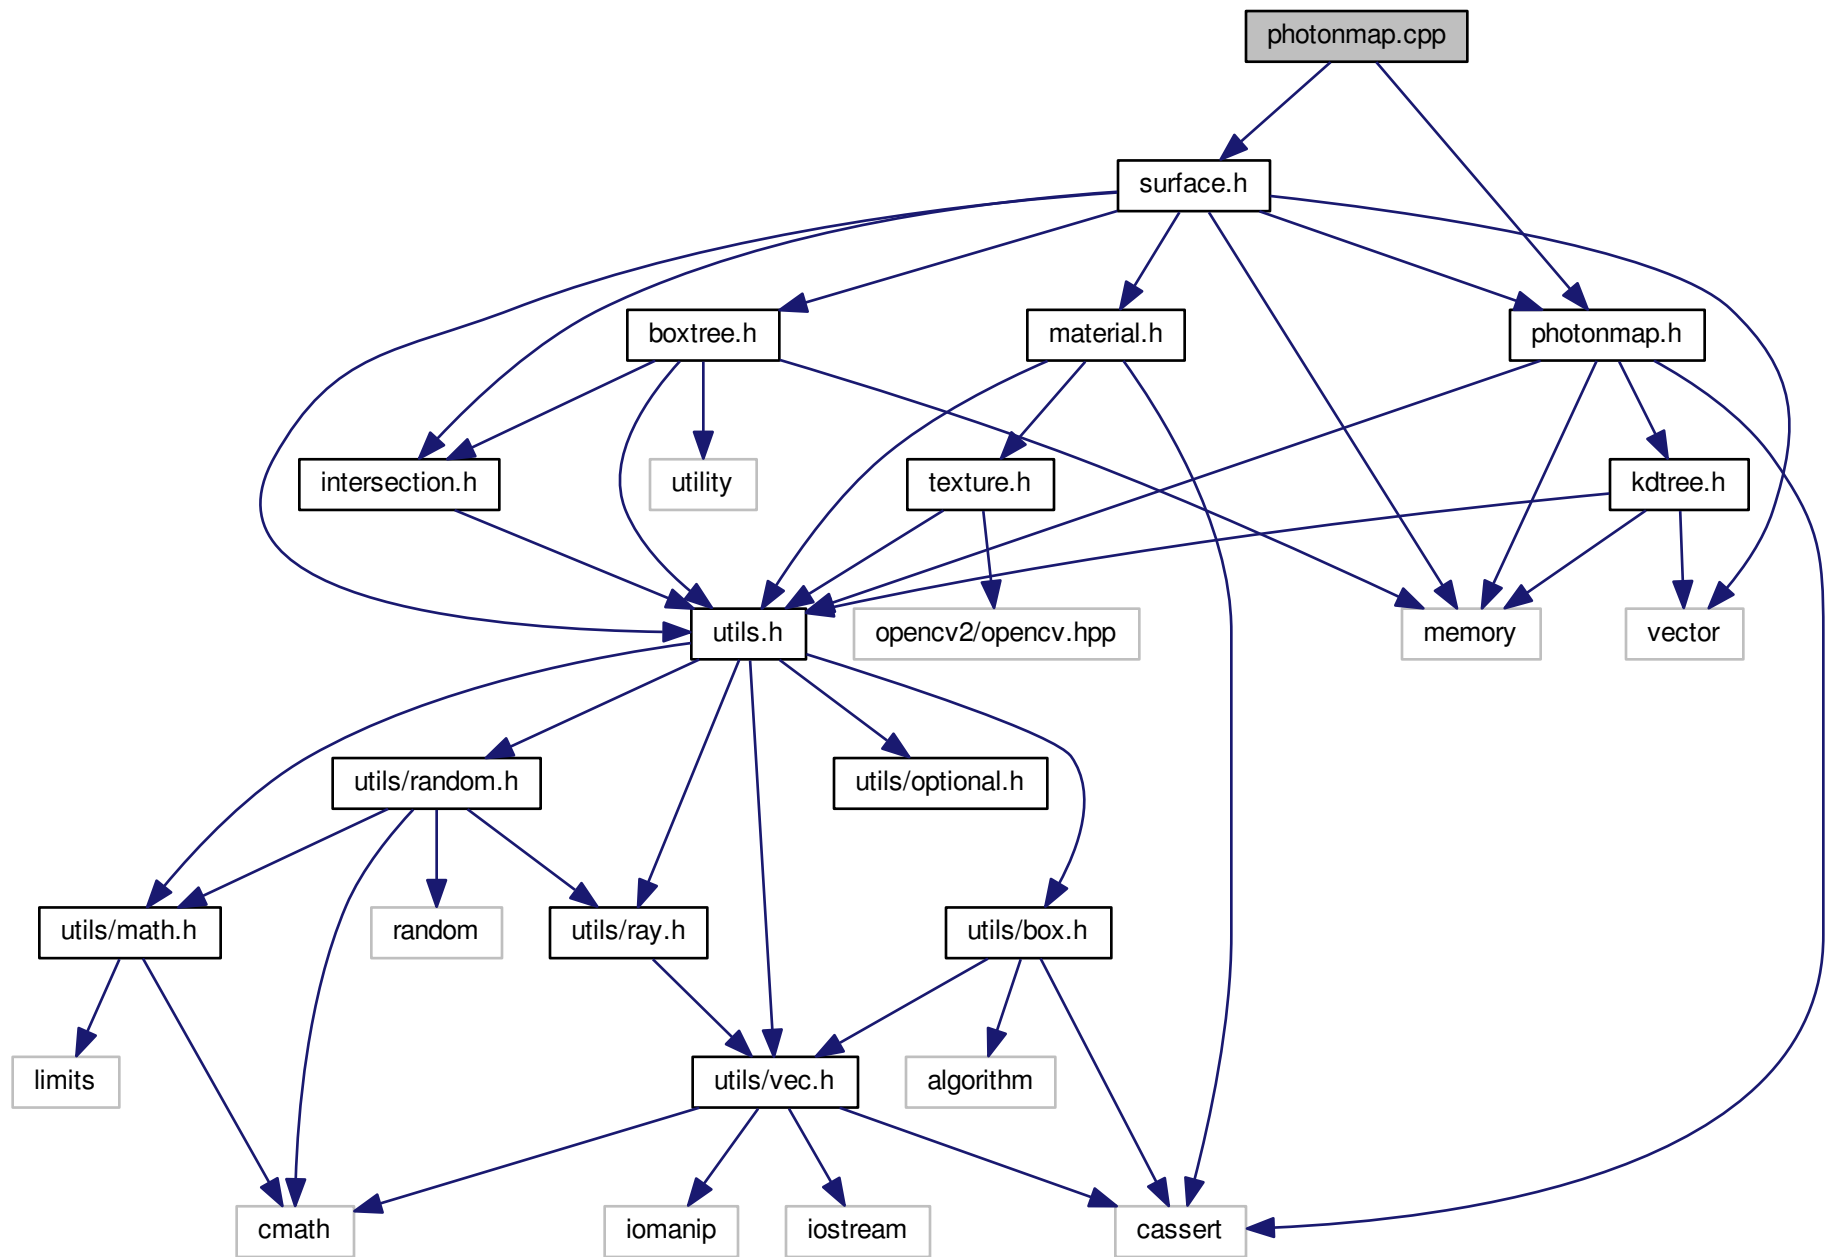 photonmap.cpp
surface.h
boxtree.h
material.h
photonmap.h
intersection.h
utility
texture.h
kdtree.h
utils.h
opencv2/opencv.hpp
memory
vector
utils/random.h
utils/optional.h
utils/math.h
random
utils/ray.h
utils/box.h
limits
utils/vec.h
algorithm
cmath
iomanip
iostream
cassert